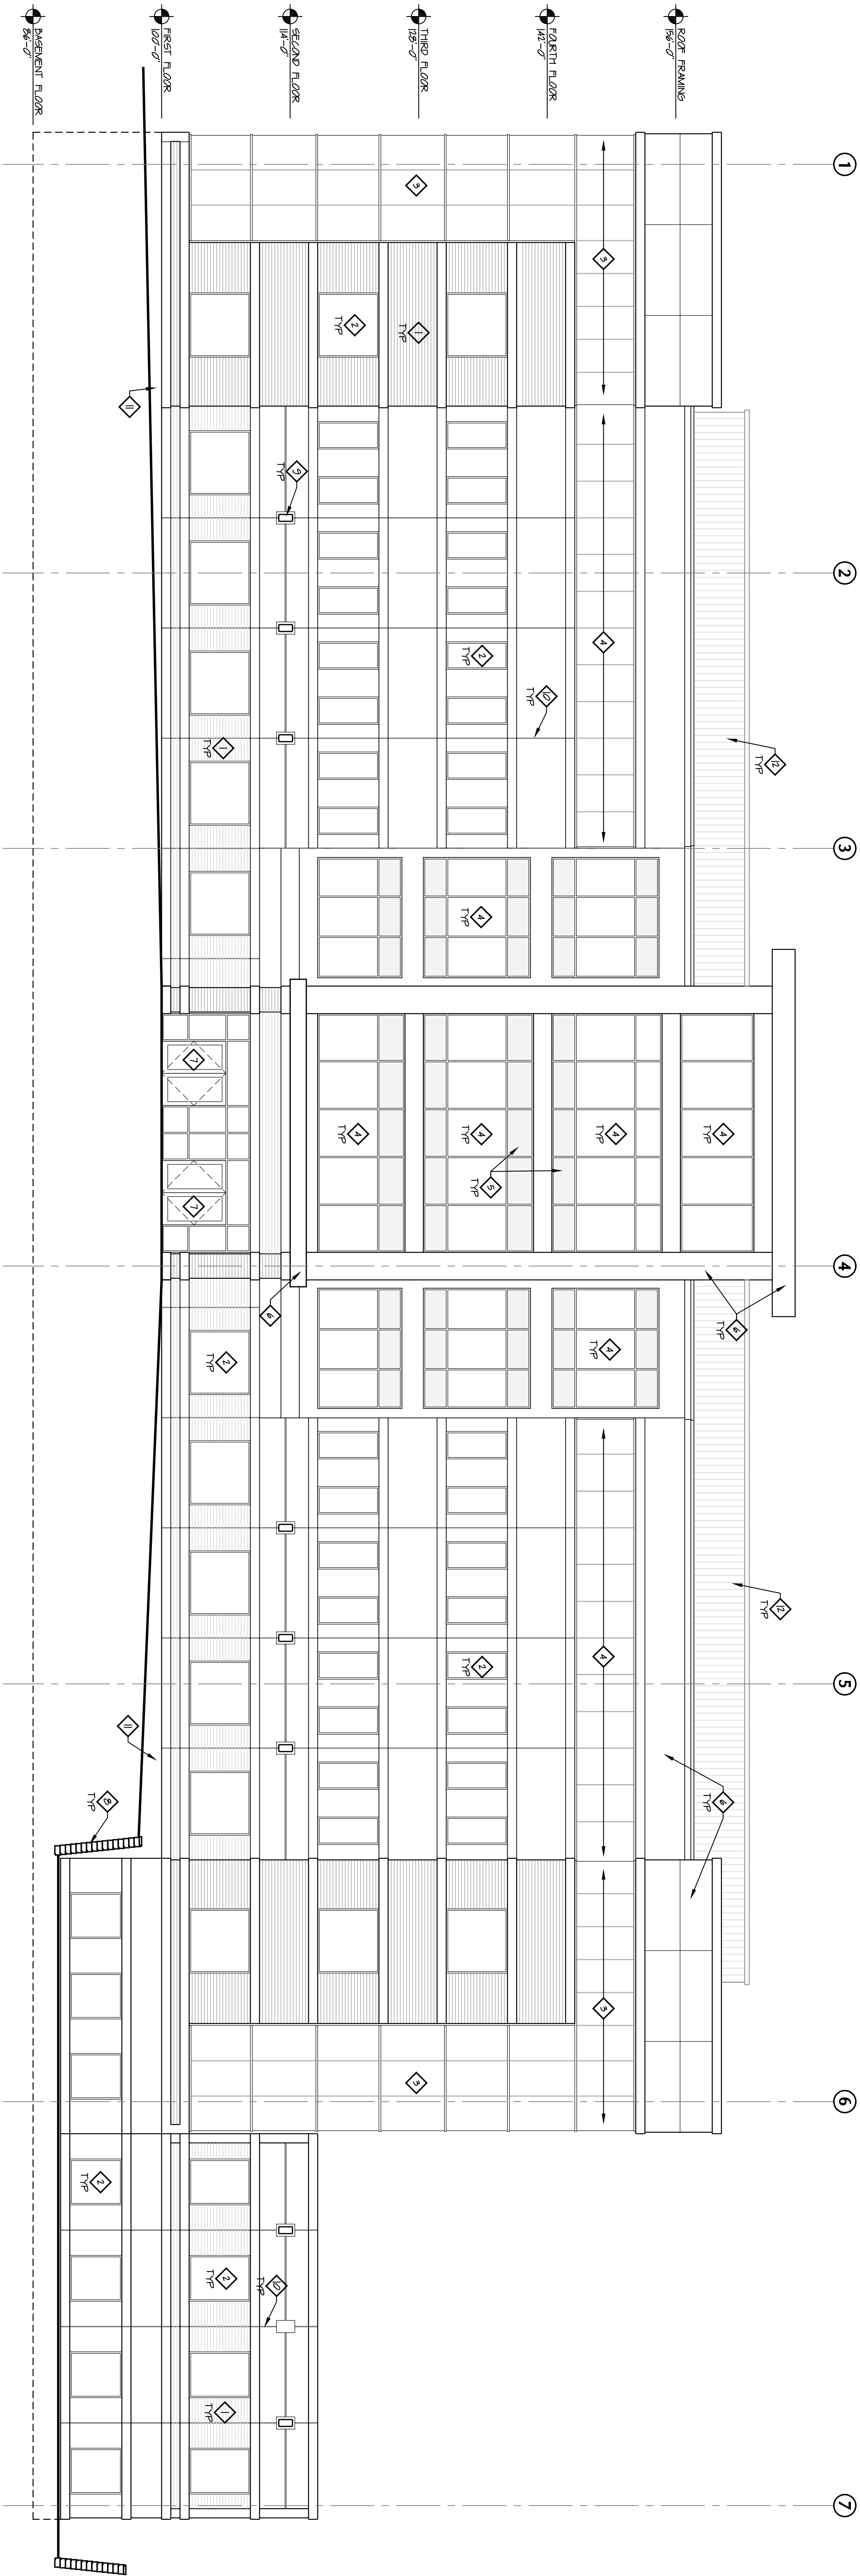 1
2
3
4
5
6
7
ROOF FRAMING
156'-0"
FOURTH FLOOR
142'-0"
THIRD FLOOR
128'-0"
SECOND FLOOR
114'-0"
FIRST FLOOR
100'-0"
BASEMENT FLOOR
86'-0"
12
TYP
12
TYP
4
TYP
6
TYP
6
TYP
3
4
4
TYP
4
TYP
4
3
10
TYP
2
TYP
4
TYP
4
TYP
5
TYP
2
TYP
3
1
TYP
3
2
TYP
4
TYP
9
TYP
6
10
TYP
1
TYP
2
TYP
2
TYP
1
TYP
7
7
11
11
8
TYP
2
TYP